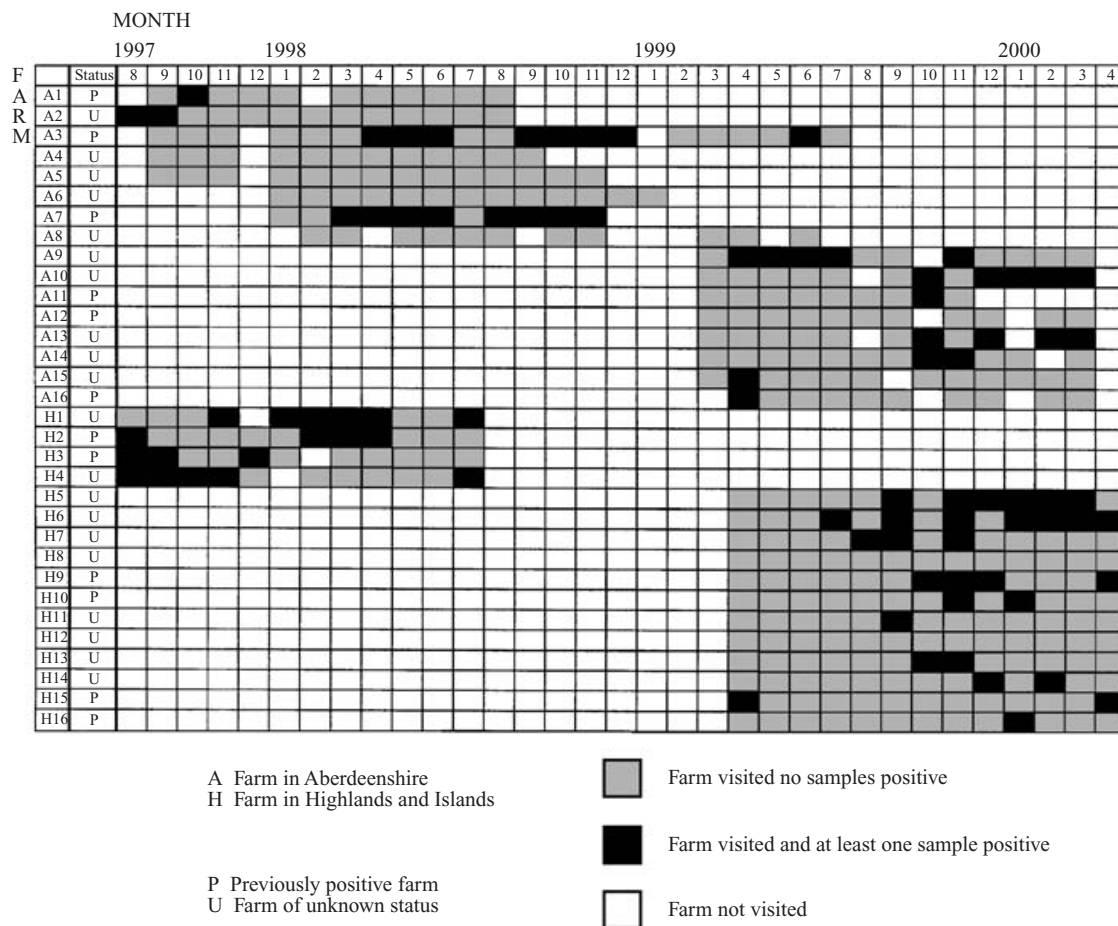 MONTH
1997 1998 1999 2000
F Status 8 9 10 11 12 1 2 3 4 5 6 7 8 9 10 11 12 1 2 3 4 5 6 7 8 9 10 11 12 1 2 3 4
A A1 P
R A2 U
M A3 P
A4 U
A5 U
A6 U
A7 P
A8 U
A9 U
A10 U
A11 P
A12 P
A13 U
A14 U
A15 U
A16 P
H1 U
H2 P
H3 P
H4 U
H5 U
H6 U
H7 U
H8 U
H9 P
H10 P
H11 U
H12 U
H13 U
H14 U
H15 P
H16 P
A Farm in Aberdeenshire
H Farm in Highlands and Islands
P Previously positive farm
U Farm of unknown status
Farm visited no samples positive
Farm visited and at least one sample positive
Farm not visited